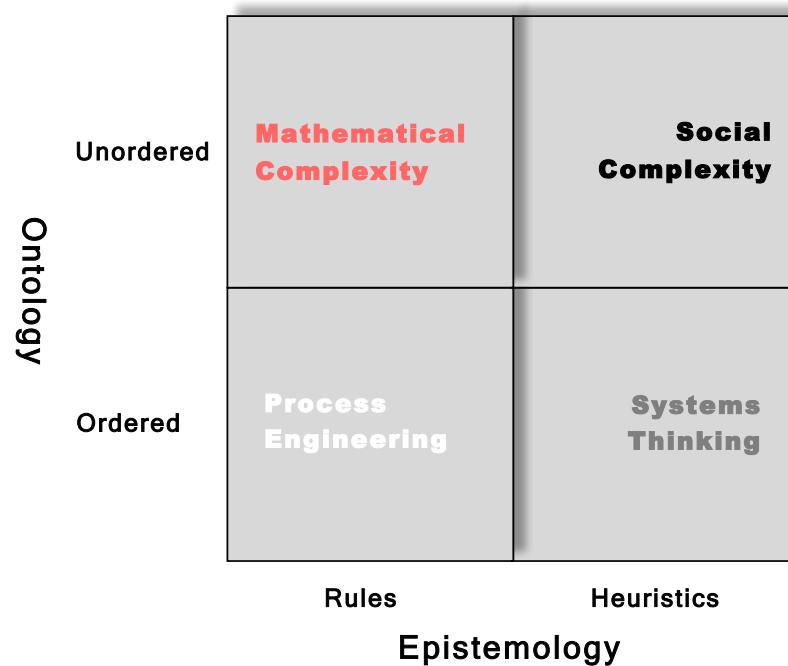 Unordered
Mathematical
Complexity
Social
Complexity
Ontology
Ordered
Process
Engineering
Systems
Thinking
Rules
Heuristics
Epistemology